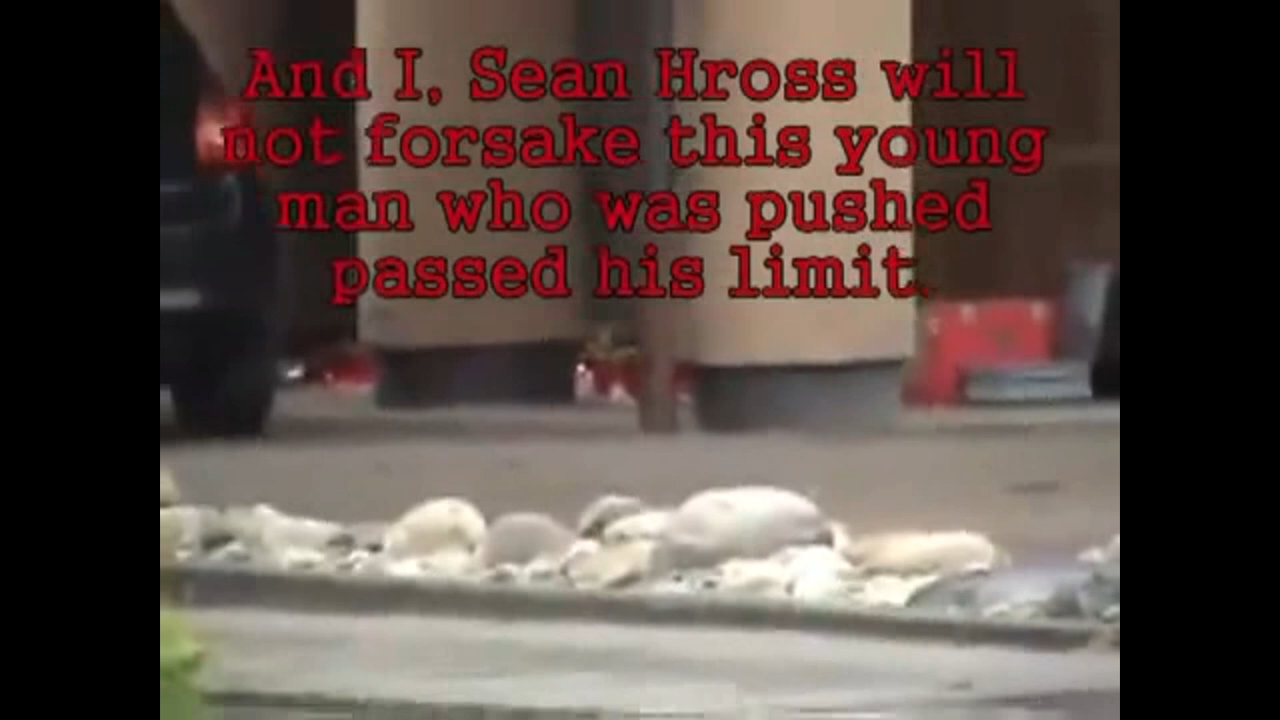 And I, Sean Hross will
not forsake this young
man who was pushed
passed his limit.